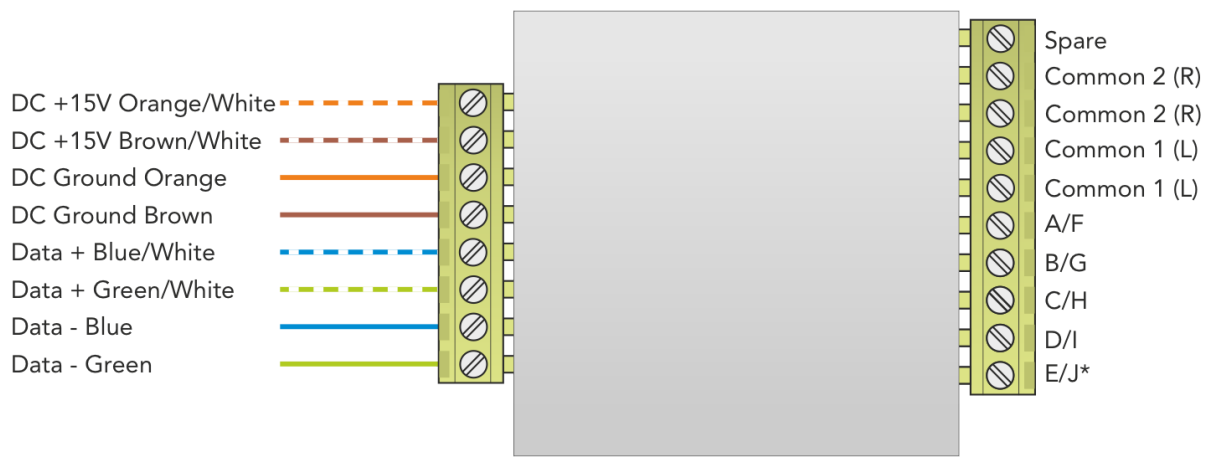 DC +15V Orange/White
DC +15V Brown/White
DC Ground Orange
DC Ground Brown
Data + Blue/White
Data + Green/White
Data - Blue
Data - Green
Spare
Common 2 (R)
Common 2 (R)
Common 1 (L)
Common 1 (L)
A/F
B/G
C/H
D/I
E/J*